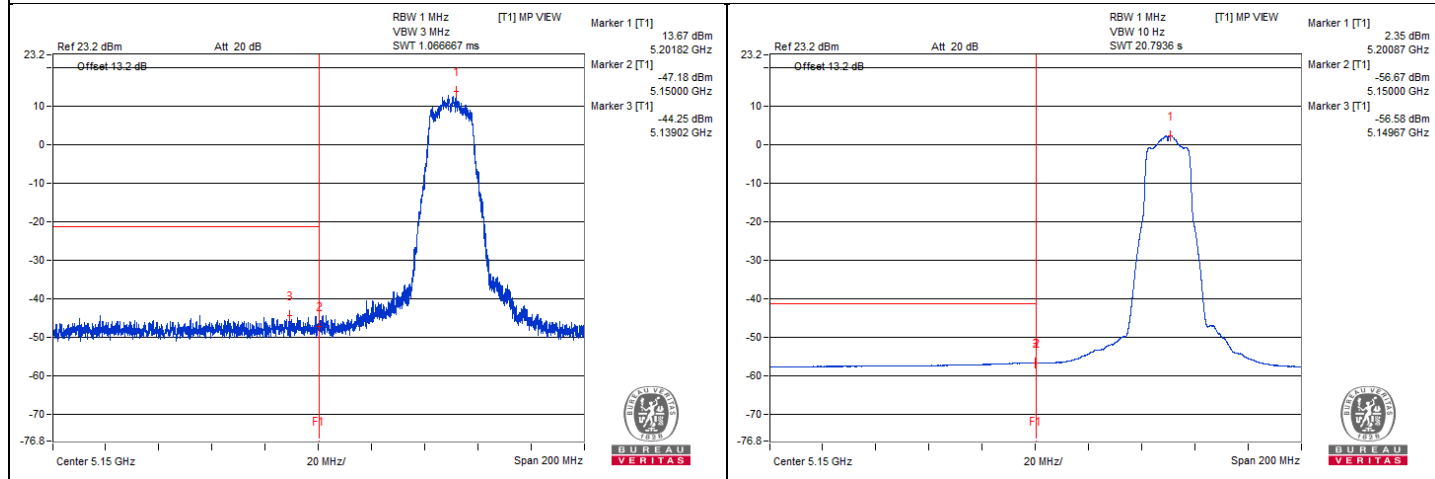 RBW 1 MHz [T1] MP VIEW
VBW 3 MHz
Ref 23.2 dBm Att 20 dB SWT 1.066667 ms
Marker 1 [T1]
13.67 dBm
5.20182 GHz
Marker 2 [T1]
-47.18 dBm
5.15000 GHz
Marker 3 [T1]
-44.25 dBm
5.13902 GHz
23.2
Offset 13.2 dB
1
10
0
-10
-20
-30
3
-40
2
-50
-60
-70
F1
-76.8
Center 5.15 GHz 20 MHz/ Span 200 MHz
BUREAU VERITAS
1828
BUREAU
VERITAS
RBW 1 MHz [T1] MP VIEW
VBW 10 Hz
Ref 23.2 dBm Att 20 dB SWT 20.7936 s
Marker 1 [T1]
2.35 dBm
5.20087 GHz
Marker 2 [T1]
-56.67 dBm
5.15000 GHz
Marker 3 [T1]
-56.58 dBm
5.14967 GHz
23.2
Offset 13.2 dB
10
1
0
-10
-20
-30
-40
-50
2
-60
-70
F1
-76.8
Center 5.15 GHz 20 MHz/ Span 200 MHz
BUREAU VERITAS
1828
BUREAU
VERITAS